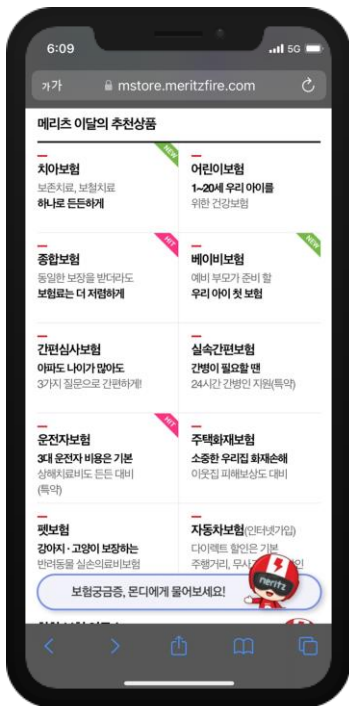 6:09
5G
가가
mstore.meritzfire.com
메리츠 이달의 추천상품
NEW
치아보험
보존치료, 보철치료
하나로 든든하게
어린이보험
1~20세 우리 아이를
위한 건강보험
HIT
종합보험
동일한 보장을 받더라도
보험료는 더 저렴하게
NEW
베이비보험
예비 부모가 준비 할
우리 아이 첫 보험
간편심사보험
아파도 나이가 많아도
3가지 질문으로 간편하게!
실속간편보험
간병이 필요할 땐
24시간 간병인 지원(특약)
HIT
운전자보험
3대 운전자 비용은 기본
상해치료비도 든든 대비
(특약)
주택화재보험
소중한 우리집 화재손해
이웃집 피해보상도 대비
펫보험
강아지·고양이 보장하는
반려동물 실손의료비보험
자동차보험(인터넷가입)
다이렉트 할인은 기본
주행거리, 무사고
meritz
보험궁금증, 몬디에게 물어보세요!